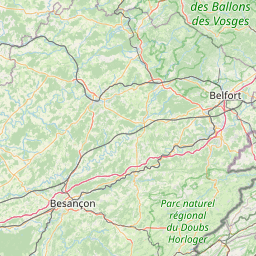 des Ballons
des Vosges
Belfort
Besançon
Parc naturel
régional
du Doubs
Horloger